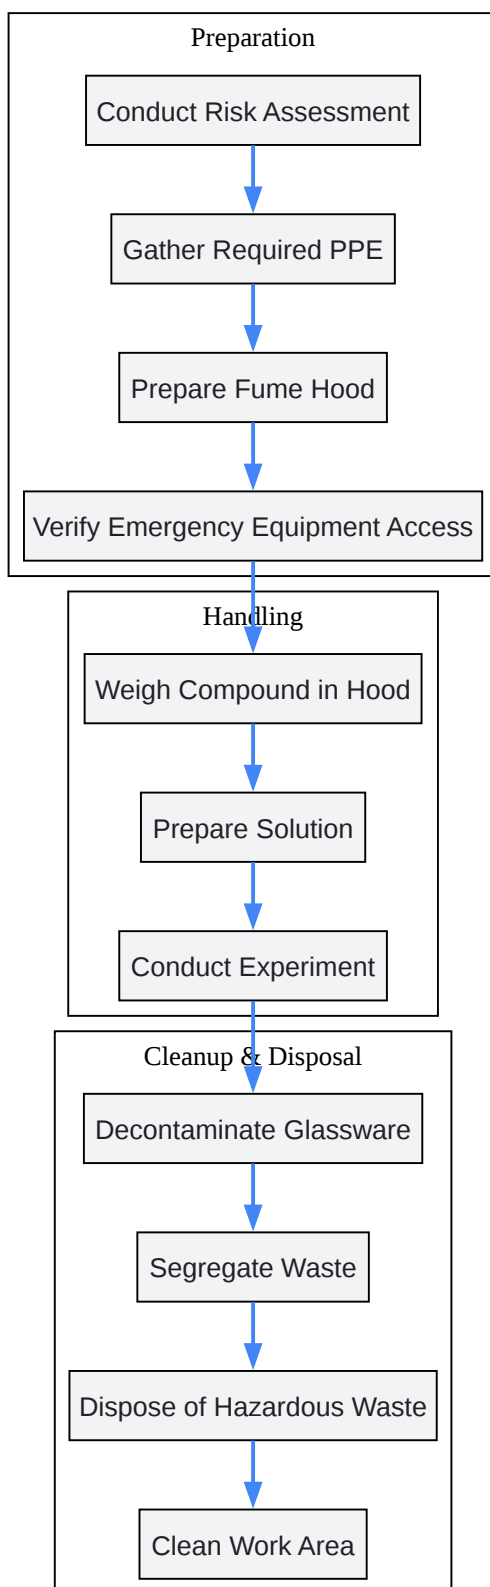 Preparation
Conduct Risk Assessment
Gather Required PPE
Prepare Fume Hood
Verify Emergency Equipment Access
Handling
Weigh Compound in Hood
Prepare Solution
Conduct Experiment
Cleanup & Disposal
Decontaminate Glassware
Segregate Waste
Dispose of Hazardous Waste
Clean Work Area